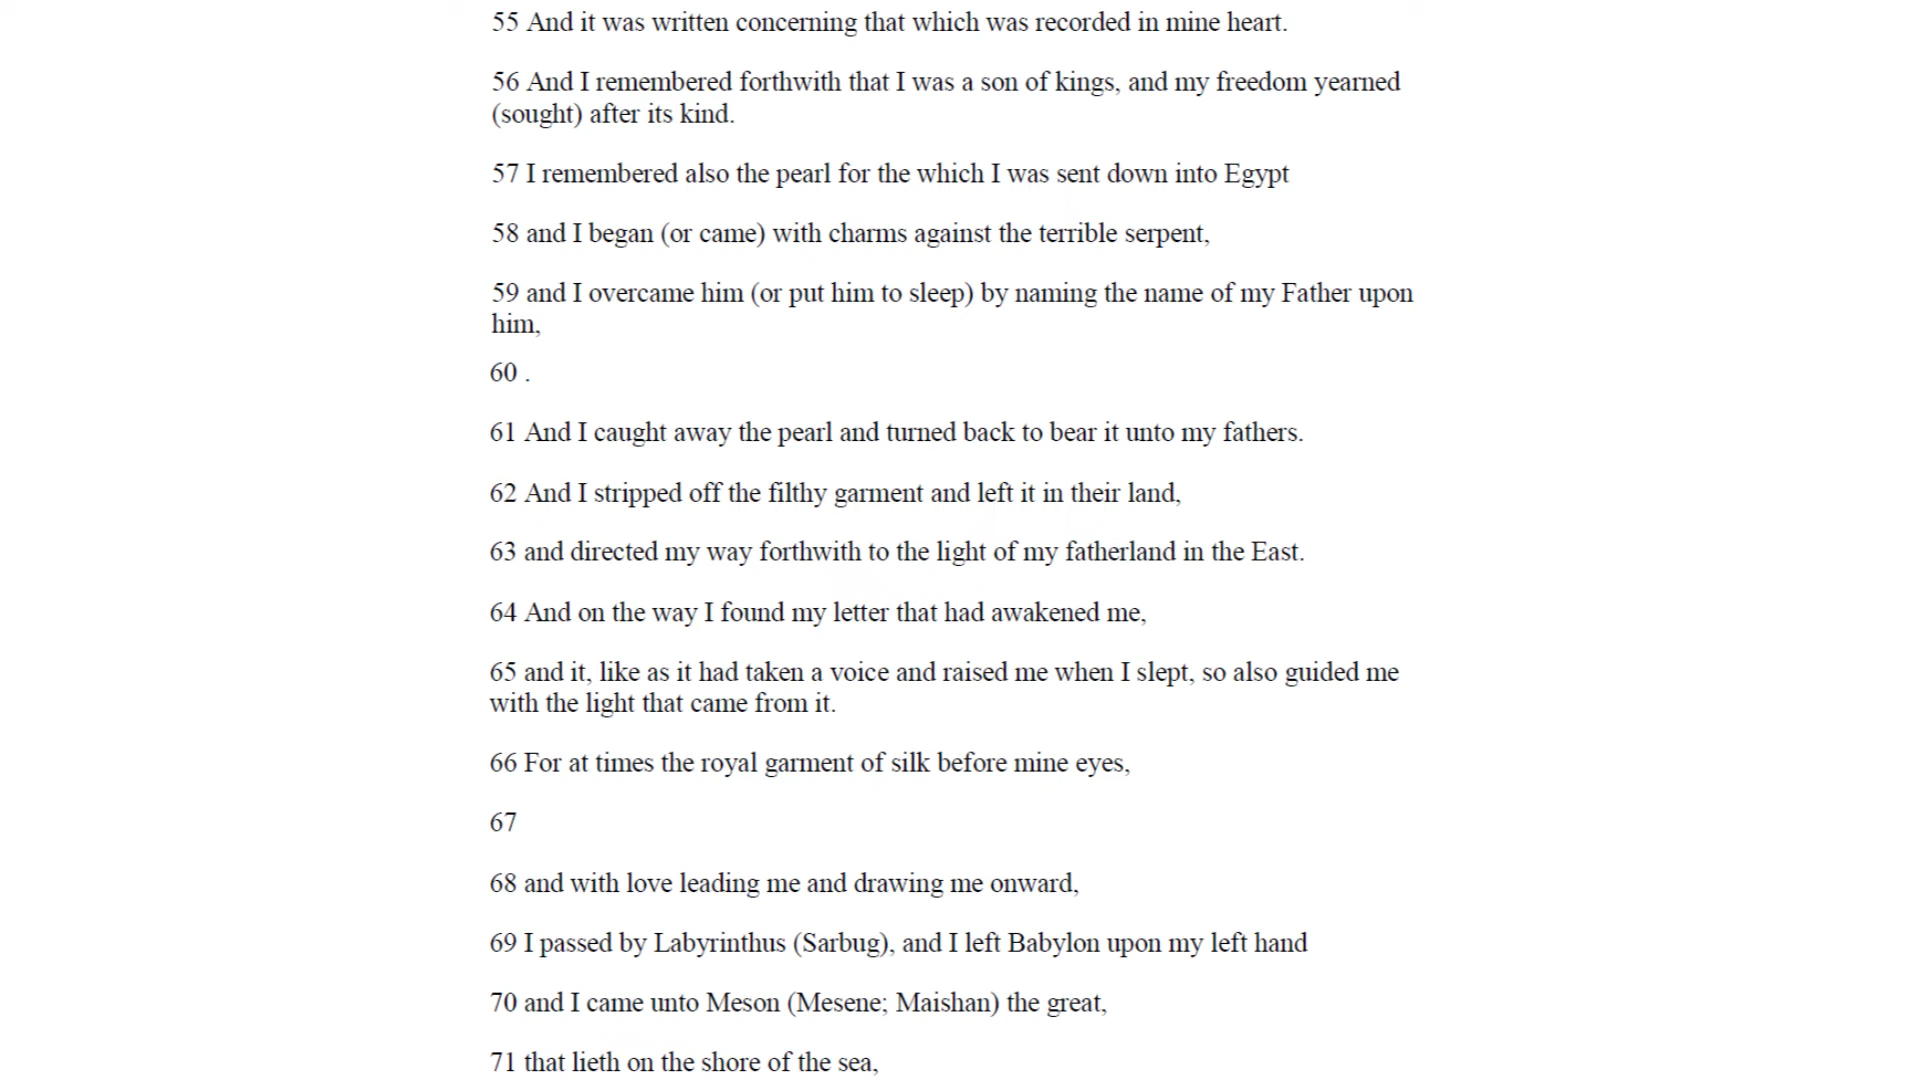 55 And it was written concerning that which was recorded in mine heart.
56 And I remembered forthwith that I was a son of kings, and my freedom yearned
(sought) after its kind.
57 I remembered also the pearl for the which I was sent down into Egypt
58 and I began (or came) with charms against the terrible serpent,
59 and I overcame him (or put him to sleep) by naming the name of my Father upon
him,
60 .
61 And I caught away the pearl and turned back to bear it unto my fathers.
62 And I stripped off the filthy garment and left it in their land,
63 and directed my way forthwith to the light of my fatherland in the East.
64 And on the way I found my letter that had awakened me,
65 and it, like as it had taken a voice and raised me when I slept, so also guided me
with the light that came from it.
66 For at times the royal garment of silk before mine eyes,
67
68 and with love leading me and drawing me onward,
69 I passed by Labyrinthus (Sarbug), and I left Babylon upon my left hand
70 and I came unto Meson (Mesene; Maishan) the great,
71 that lieth on the shore of the sea,